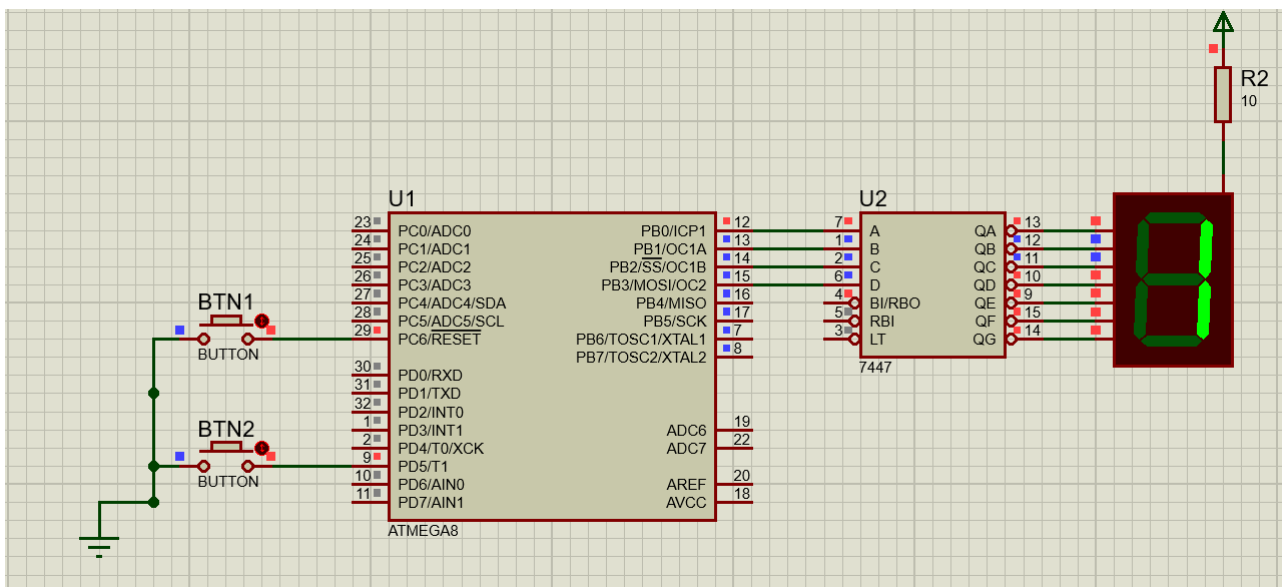 R2
10
U1
U2
23 PC0/ADC0 PB0/ICP1 12 7 A QA 13
24 PC1/ADC1 PB1/OC1A 13 1 B QB 12
25 PC2/ADC2 PB2/SS/OC1B 14 2 C QC 11
26 PC3/ADC3 PB3/MOSI/OC2 15 6 D QD 10
27 PC4/ADC4/SDA PB4/MISO 16 4 BI/RBO QE 9
28 PC5/ADC5/SCL PB5/SCK 17 5 RBI QF 15
29 PC6/RESET PB6/TOSC1/XTAL1 7 3 LT QG 14
PB7/TOSC2/XTAL2 8
7447
BTN1
BUTTON
30 PD0/RXD
31 PD1/TXD
32 PD2/INT0
1 PD3/INT1 ADC6 19
2 PD4/T0/XCK ADC7 22
9 PD5/T1
10 PD6/AIN0 AREF 20
11 PD7/AIN1 AVCC 18
BTN2
BUTTON
ATMEGA8
1